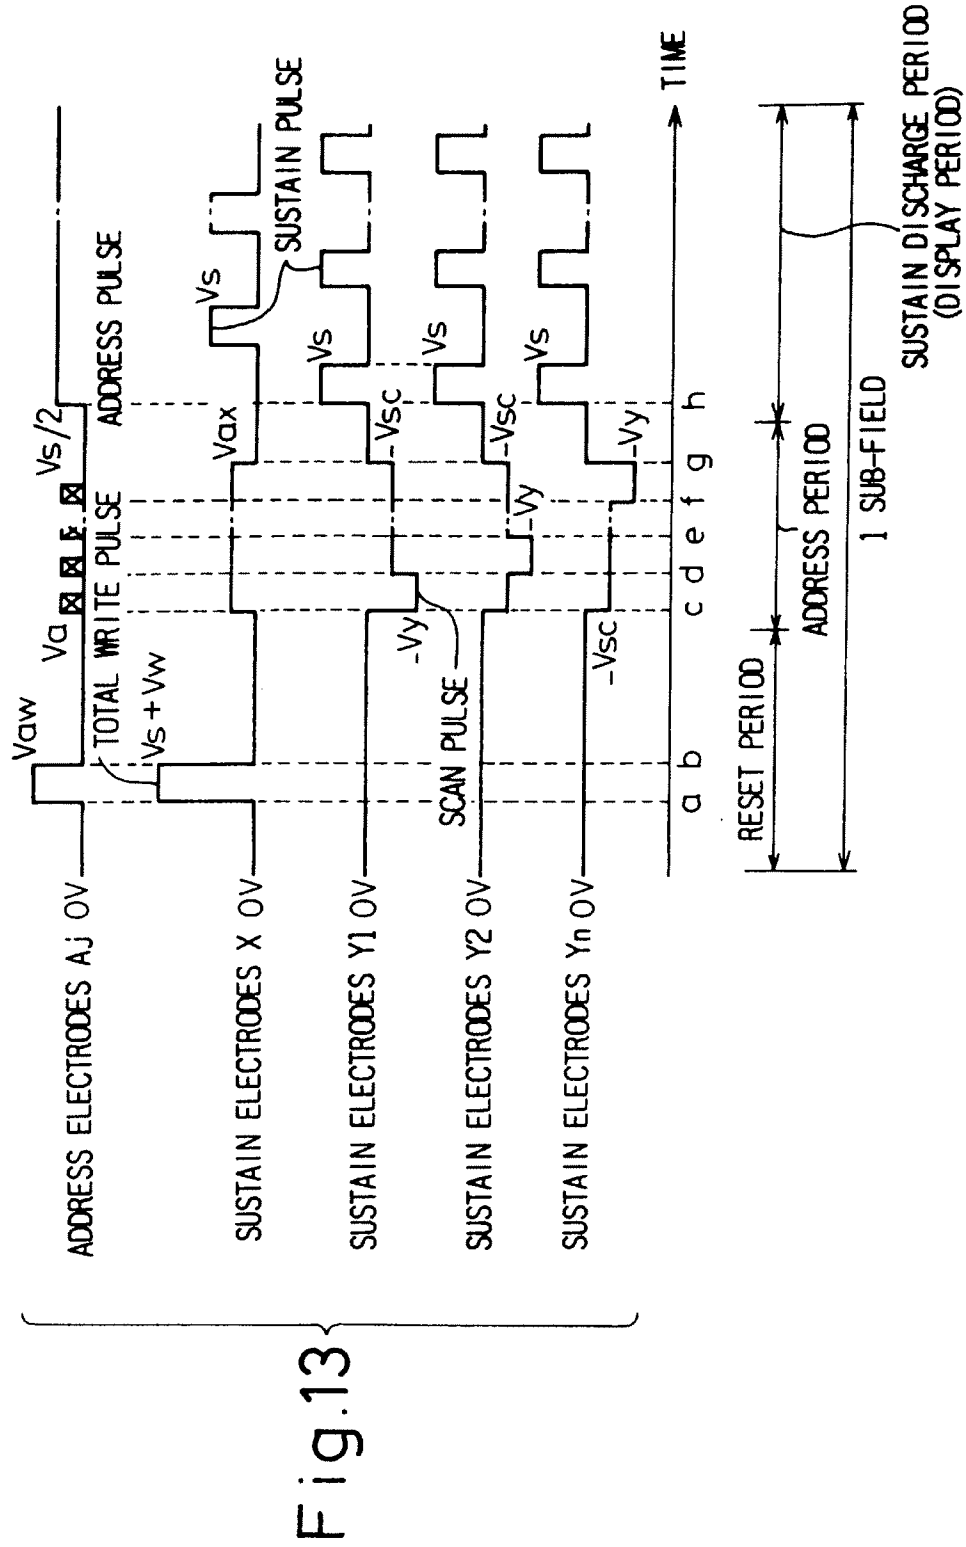 Fig.13
ADDRESS ELECTRODES Aj 0V
Vaw
Va
Vs/2
ADDRESS PULSE
TOTAL WRITE PULSE
SUSTAIN ELECTRODES X 0V
Vs+Vw
Vax
Vs
SUSTAIN PULSE
SUSTAIN ELECTRODES Y1 0V
-Vy
-Vsc
Vs
SCAN PULSE
SUSTAIN ELECTRODES Y2 0V
-Vy
-Vsc
Vs
SUSTAIN ELECTRODES Yn 0V
-Vsc
-Vy
Vs
a b c d e f g h
TIME
RESET PERIOD
ADDRESS PERIOD
1 SUB-FIELD
SUSTAIN DISCHARGE PERIOD
(DISPLAY PERIOD)